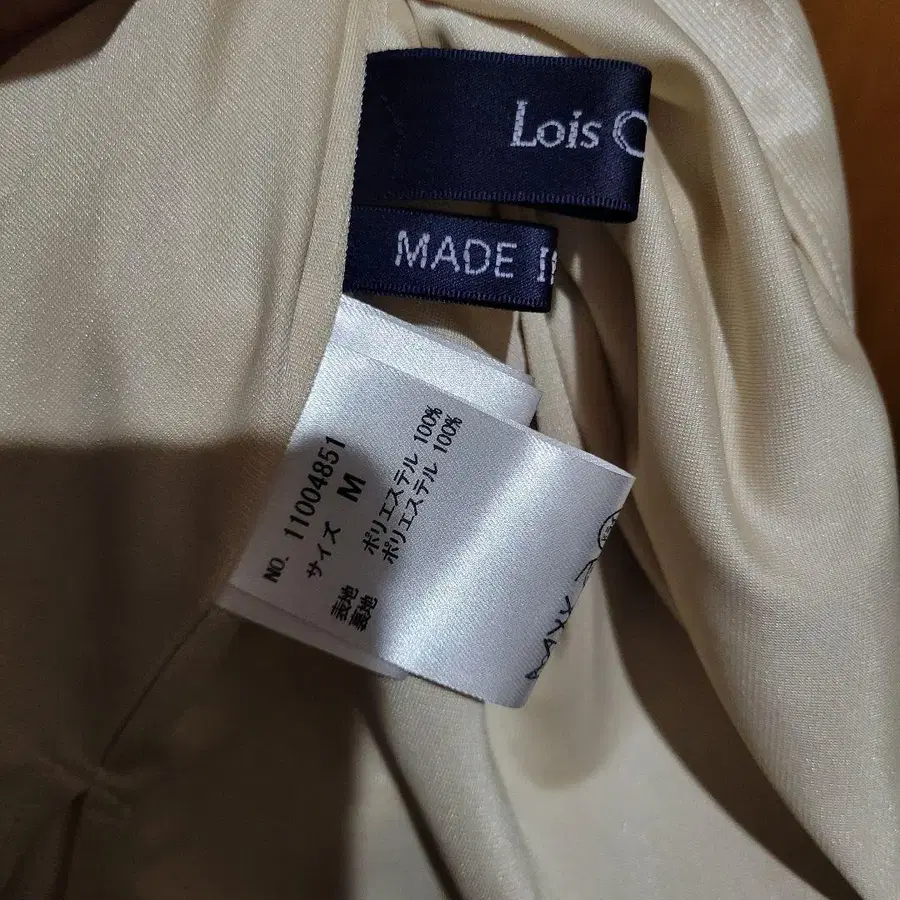 Lois
MADE
NO. 11004851
サイズ M
表地 ポリエステル 100%
裏地 ポリエステル 100%